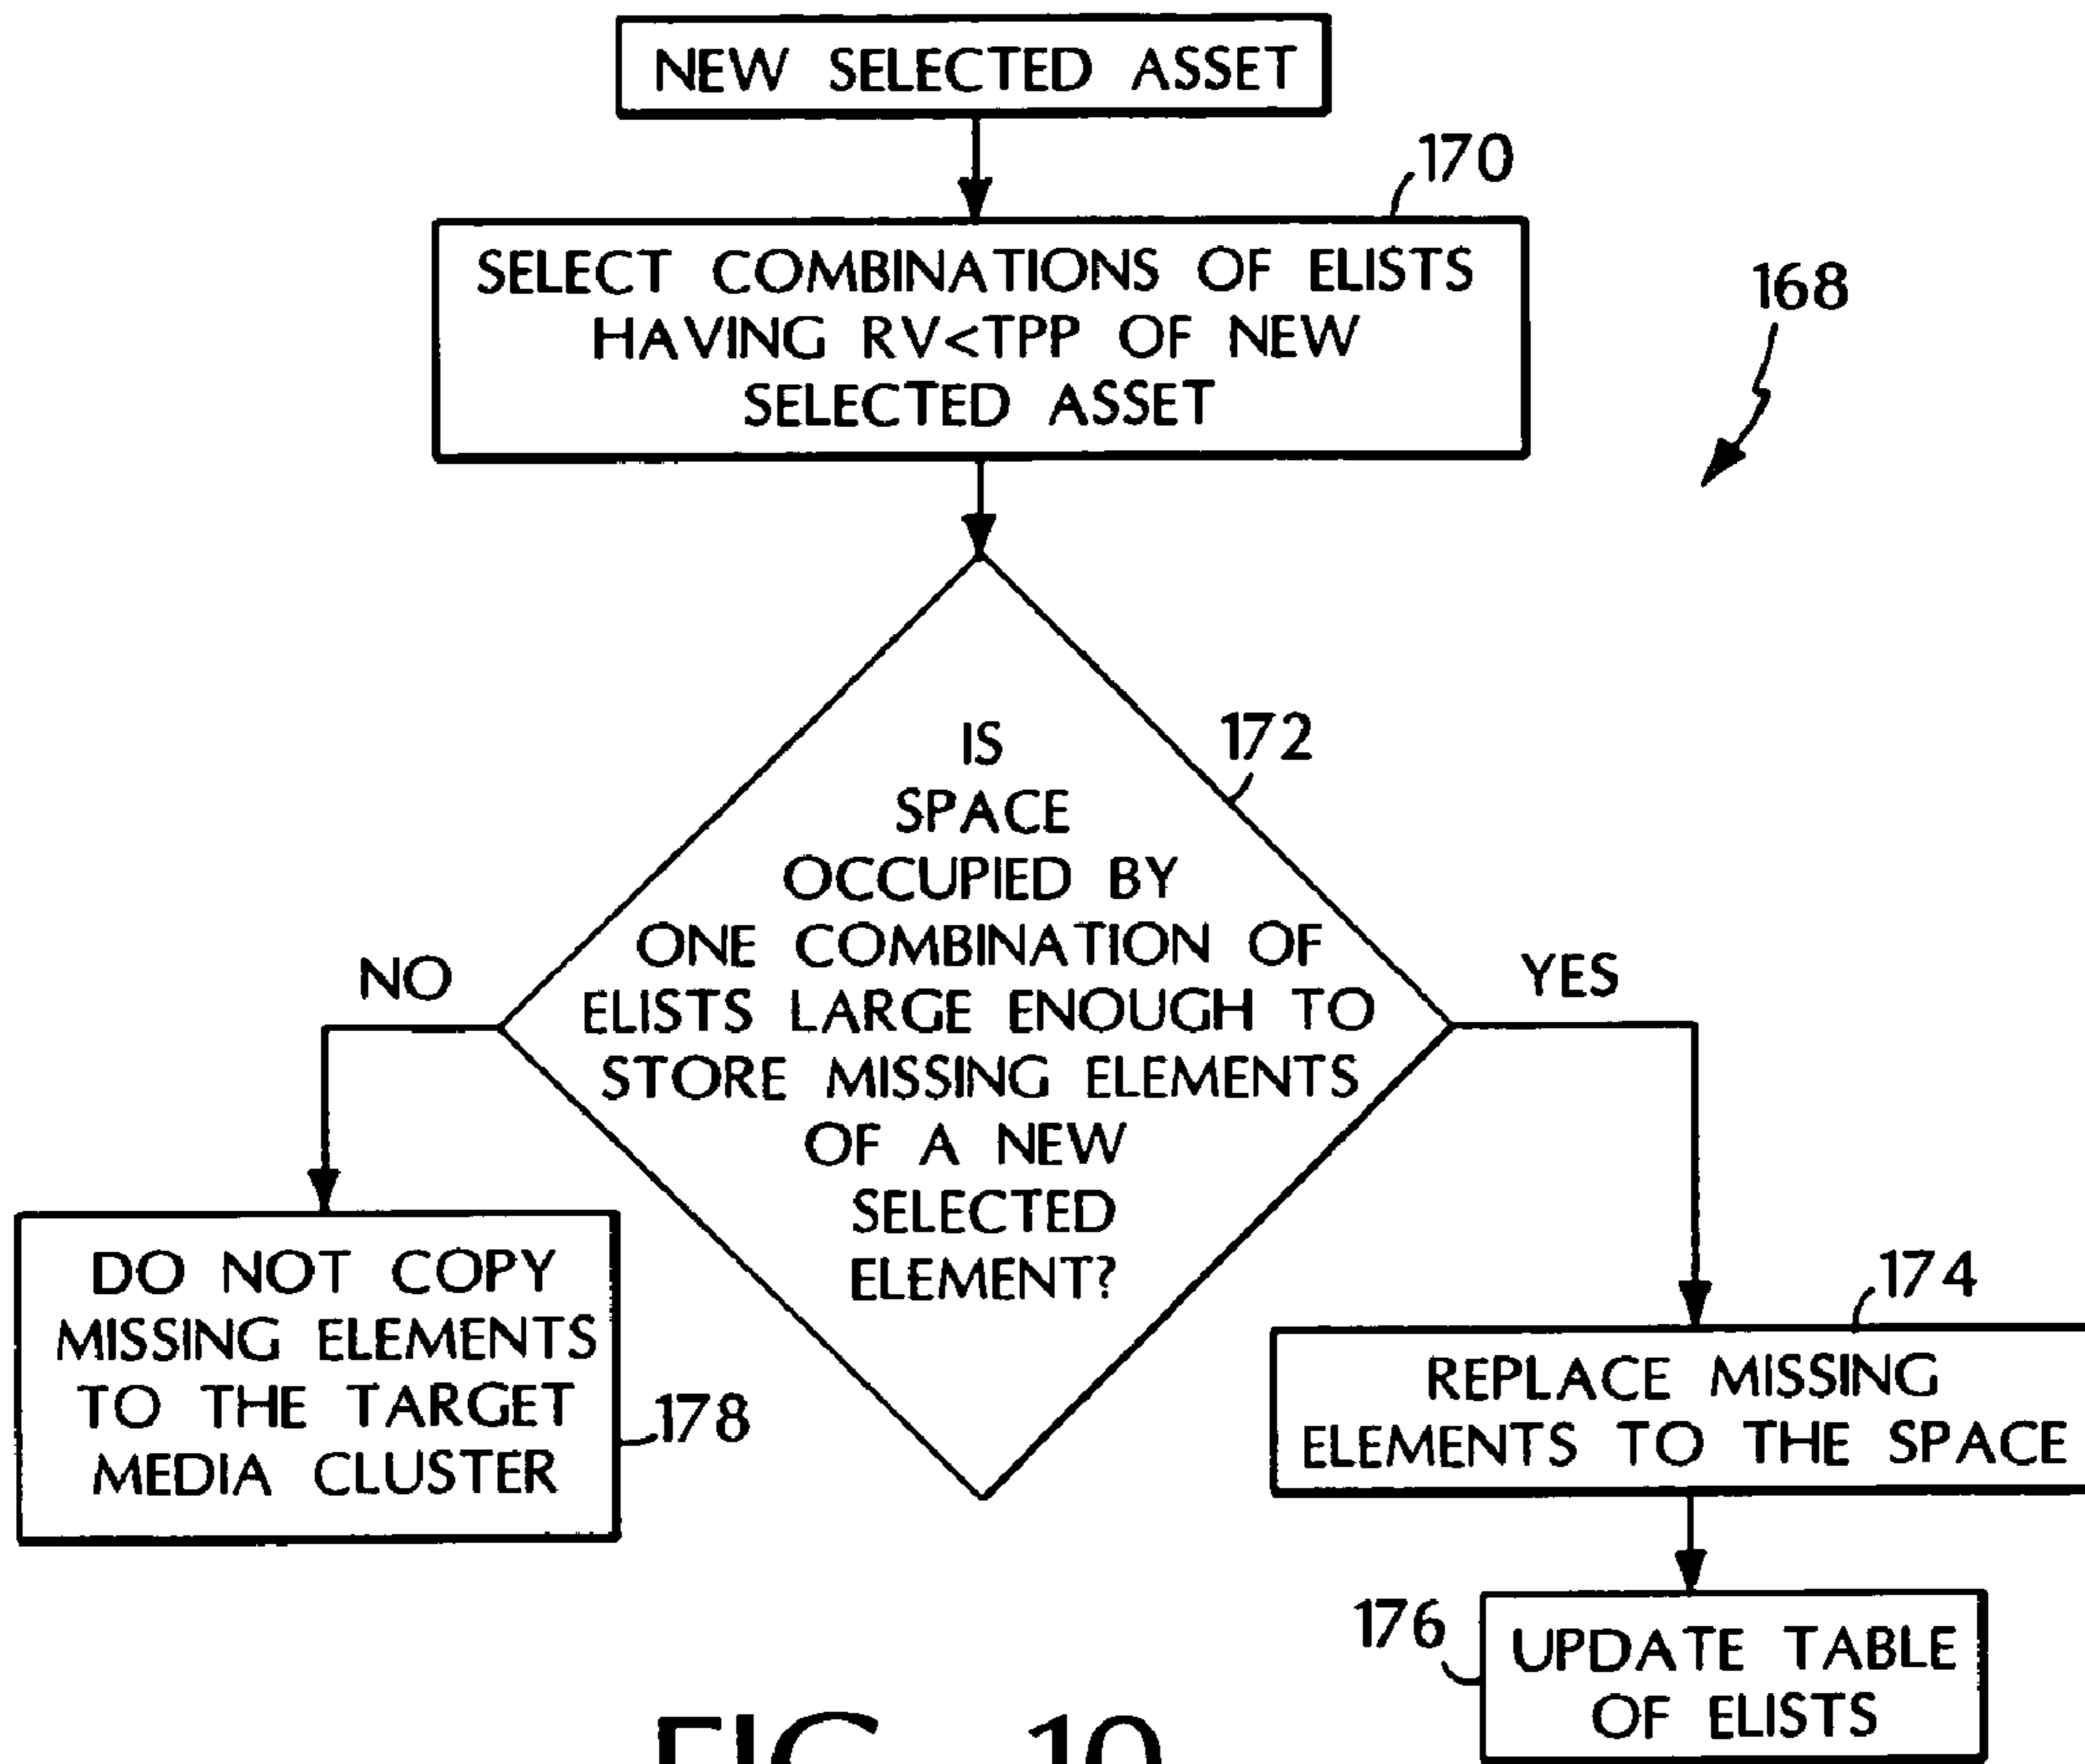 NEW SELECTED ASSET
170
SELECT COMBINATIONS OF ELISTS
HAVING RV<TPP OF NEW
SELECTED ASSET
168
172
IS
SPACE
OCCUPIED BY
ONE COMBINATION OF
ELISTS LARGE ENOUGH TO
STORE MISSING ELEMENTS
OF A NEW
SELECTED
ELEMENT?
NO
YES
DO NOT COPY
MISSING ELEMENTS
TO THE TARGET
MEDIA CLUSTER
178
174
REPLACE MISSING
ELEMENTS TO THE SPACE
176
UPDATE TABLE
OF ELISTS
FIG. 10